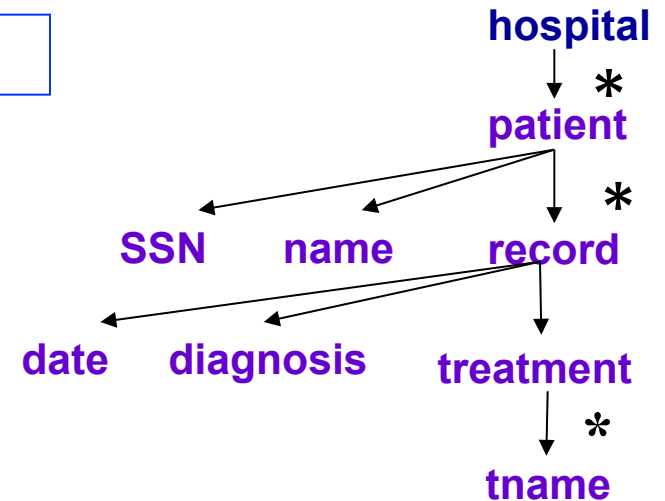 hospital
*
patient
*
SSN name record
date diagnosis treatment
*
tname